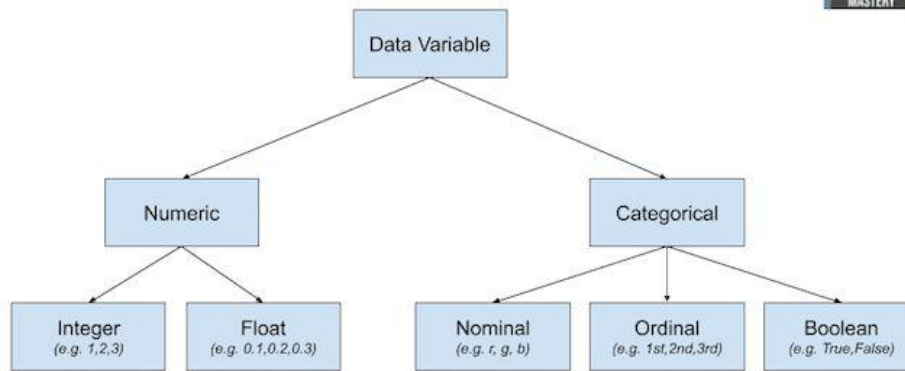 MASTERY
Data Variable
Numeric
Categorical
Integer
(e.g. 1,2,3)
Float
(e.g. 0.1,0.2,0.3)
Nominal
(e.g. r, g, b)
Ordinal
(e.g. 1st,2nd,3rd)
Boolean
(e.g. True,False)